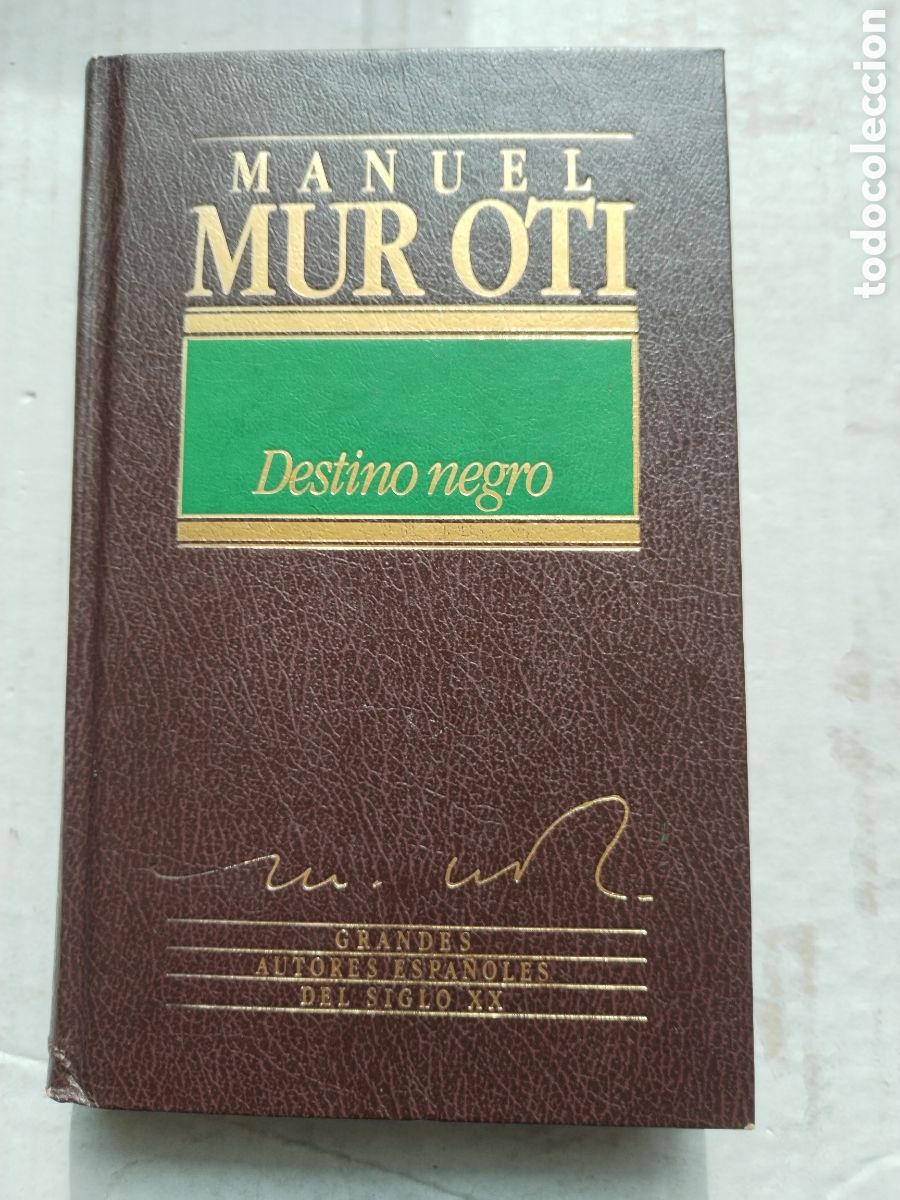 MANUEL
MUR OTI
Destino negro
GRANDES
AUTORES ESPAÑOLES
DEL SIGLO XX
todocoleccion